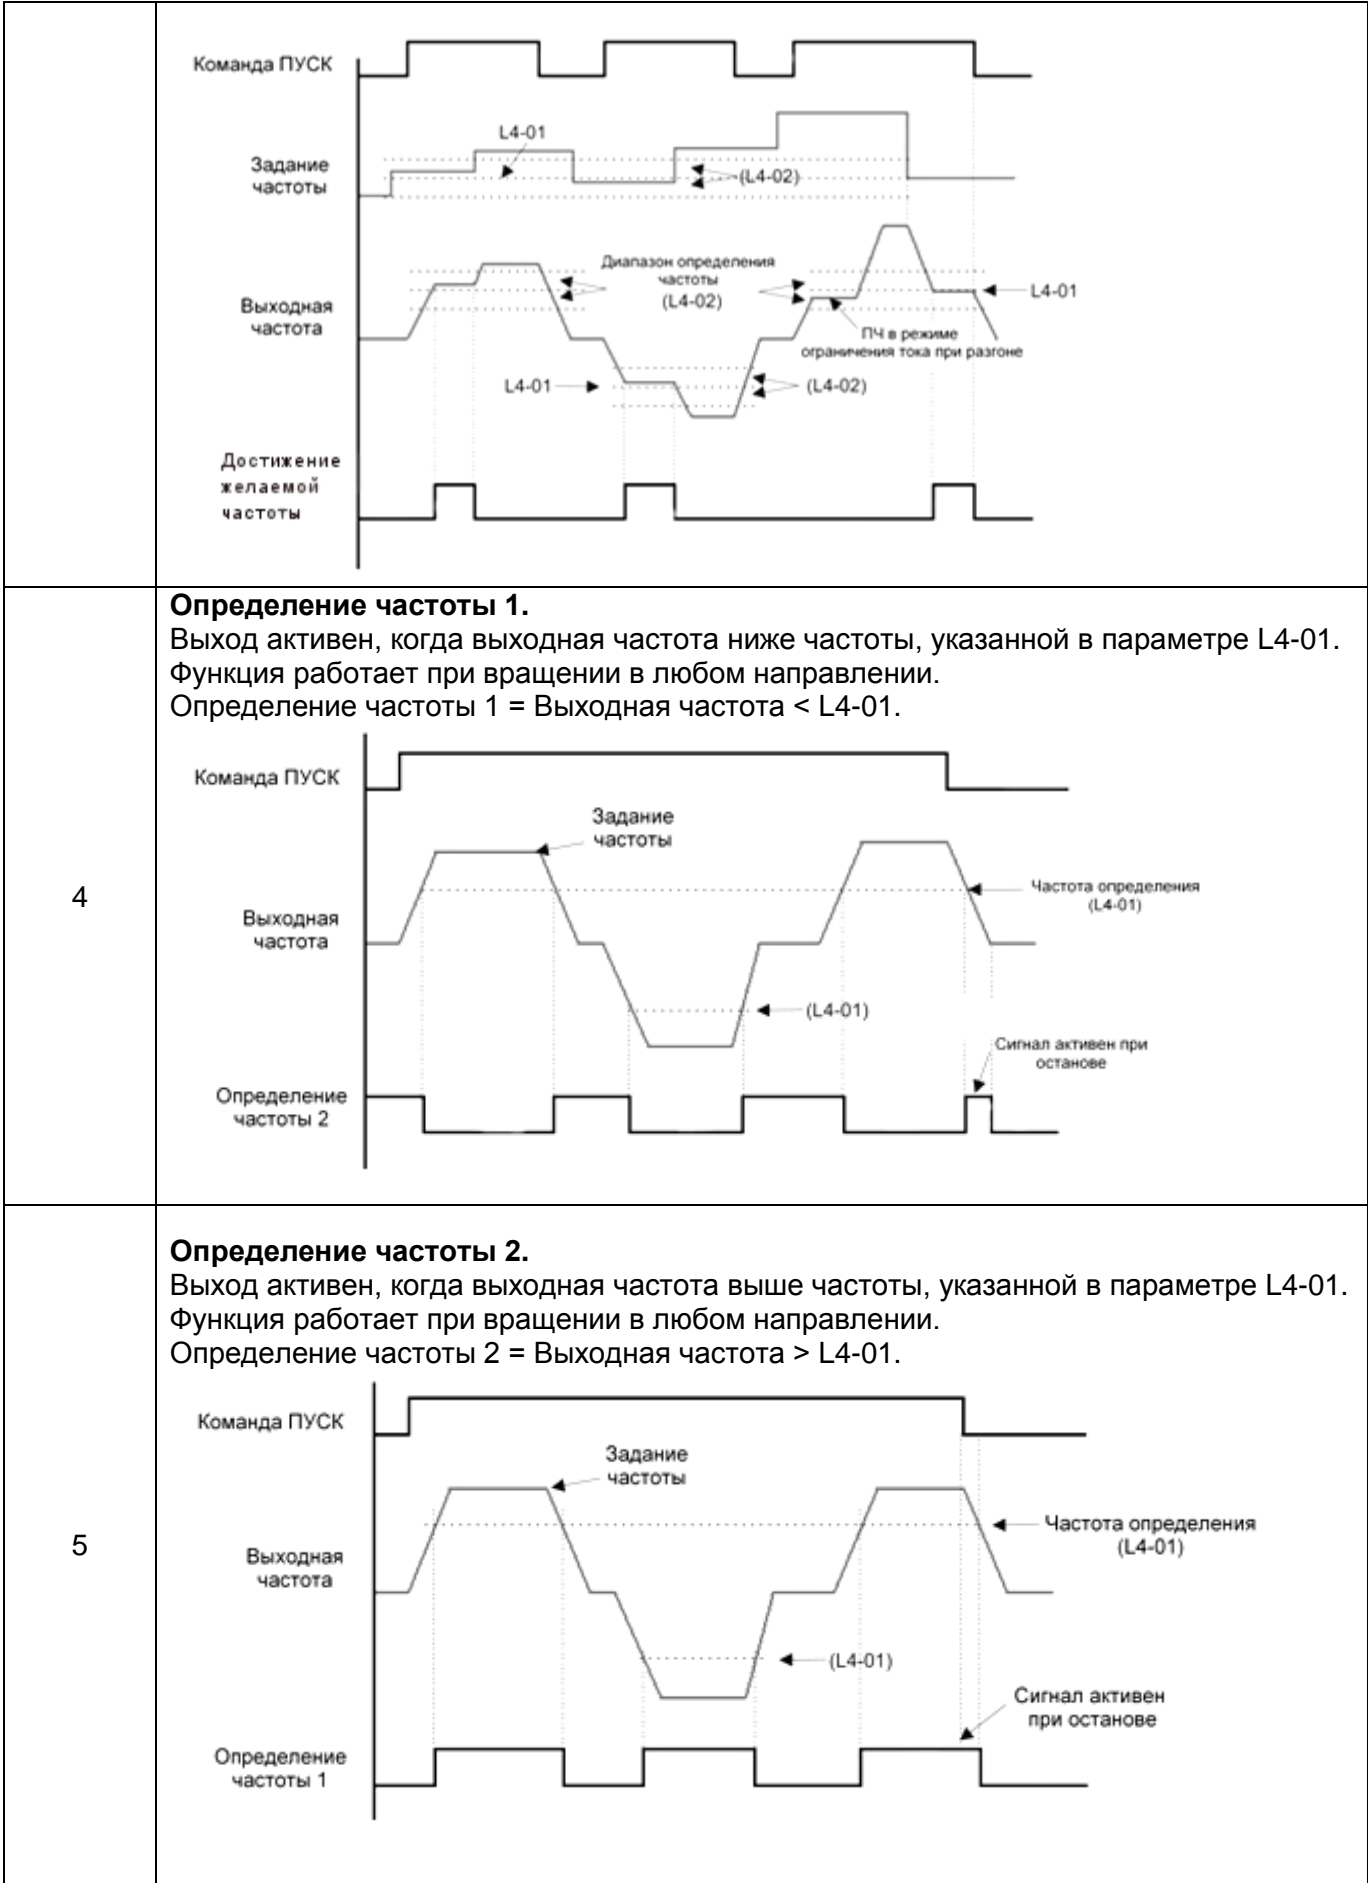 Команда ПУСК
L4-01
Задание
частоты
(L4-02)
Диапазон определения
частоты
(L4-02)
L4-01
Выходная
частота
ПЧ в режиме
ограничения тока при разгоне
L4-01
(L4-02)
Достижение
желаемой
частоты
Определение частоты 1.
Выход активен, когда выходная частота ниже частоты, указанной в параметре L4-01.
Функция работает при вращении в любом направлении.
Определение частоты 1 = Выходная частота < L4-01.
4
Команда ПУСК
Задание
частоты
Частота определения
(L4-01)
Выходная
частота
(L4-01)
Сигнал активен при
останове
Определение
частоты 2
Определение частоты 2.
Выход активен, когда выходная частота выше частоты, указанной в параметре L4-01.
Функция работает при вращении в любом направлении.
Определение частоты 2 = Выходная частота > L4-01.
5
Команда ПУСК
Задание
частоты
Частота определения
(L4-01)
Выходная
частота
(L4-01)
Сигнал активен
при останове
Определение
частоты 1